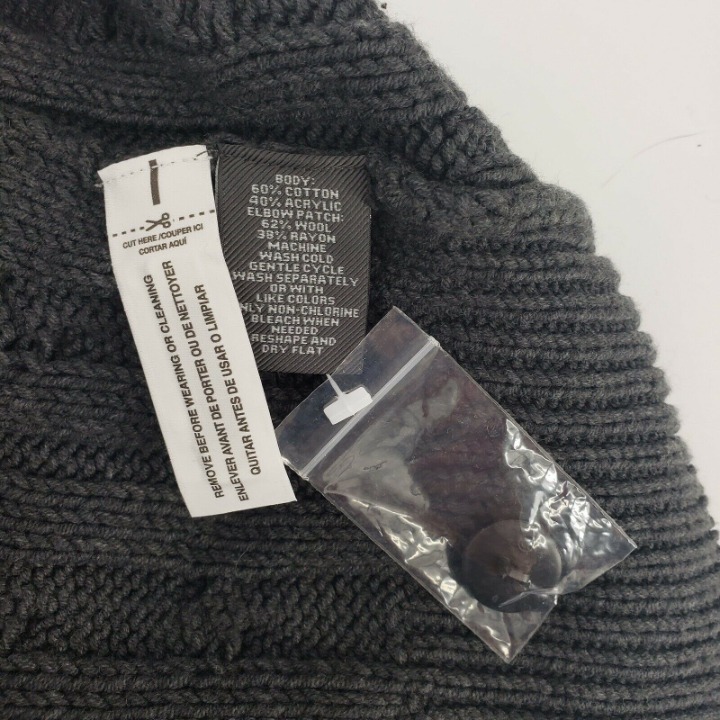 CUT HERE /COUPER ICI
CORTAR AQUÍ
REMOVE BEFORE WEARING OR CLEANING
ENLEVER AVANT DE PORTER OU DE NETTOYER
QUITAR ANTES DE USAR O LIMPIAR
BODY:
60% COTTON
40% ACRYLIC
ELBOW PATCH:
62% WOOL
38% RAYON
MACHINE
WASH COLD
GENTLE CYCLE
WASH SEPARATELY
OR WITH
LIKE COLORS
NLY NON-CHLORINE
BLEACH WHEN
NEEDED
RESHAPE AND
DRY FLAT